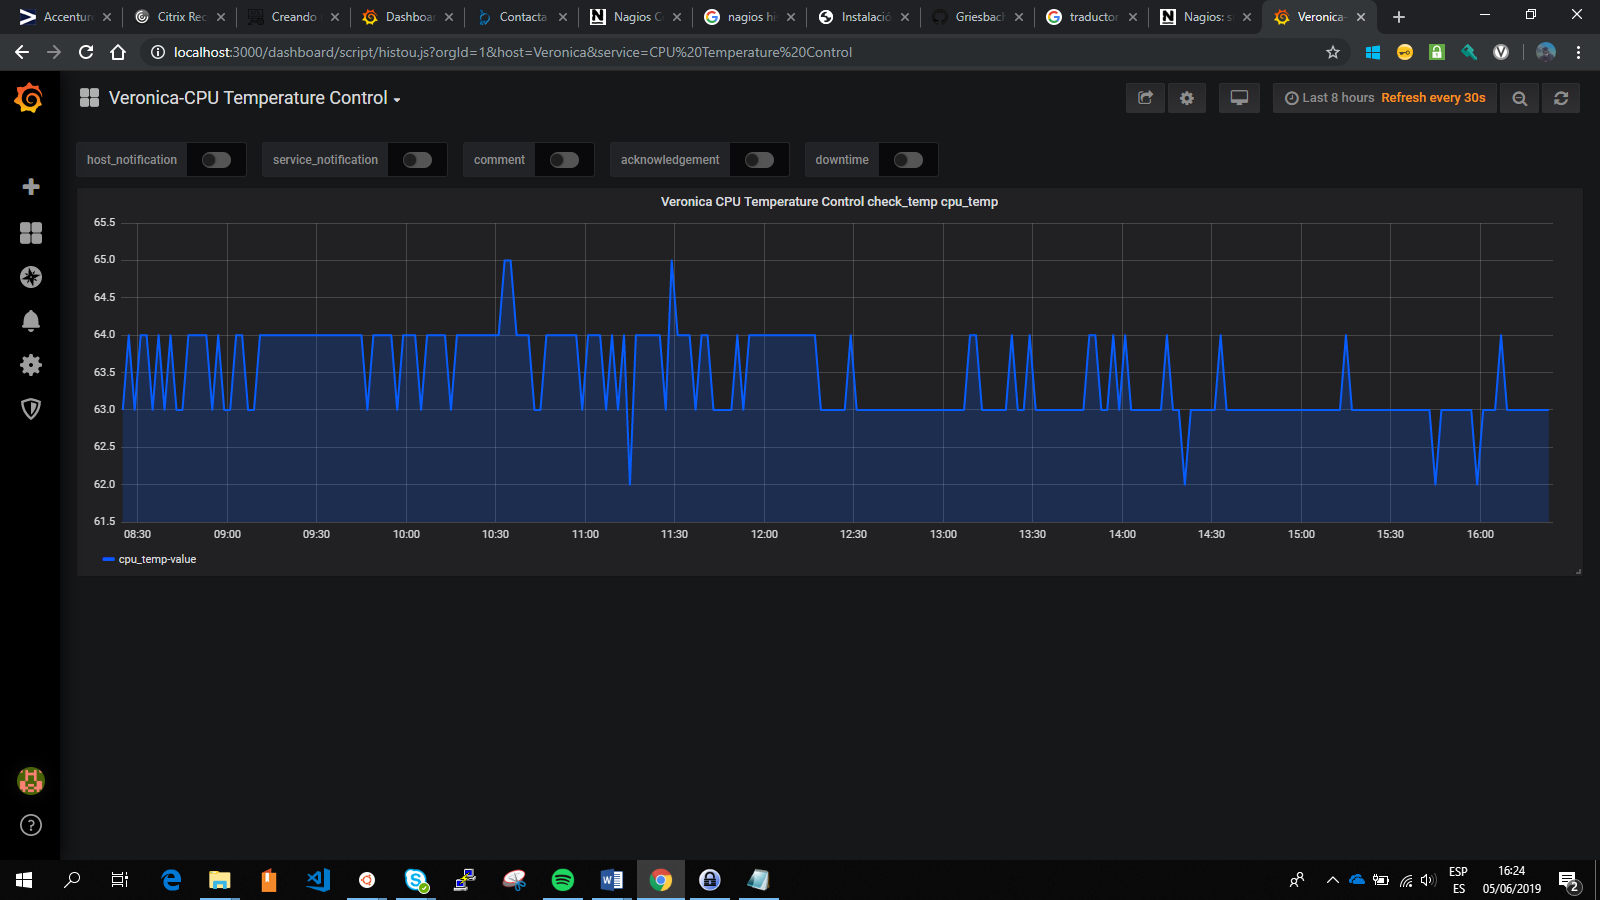 Accenture
Citrix Rec
Creando
Dashboar
Contacta
Nagios C
nagios his
Instalació
Griesbach
traductor
Nagios: s
Veronica-
localhost:3000/dashboard/script/histou.js?orgId=1&host=Veronica&service=CPU%20Temperature%20Control
Veronica-CPU Temperature Control
Last 8 hours Refresh every 30s
host_notification
service_notification
comment
acknowledgement
downtime
Veronica CPU Temperature Control check_temp cpu_temp
65.5
65.0
64.5
64.0
63.5
63.0
62.5
62.0
61.5
08:30 09:00 09:30 10:00 10:30 11:00 11:30 12:00 12:30 13:00 13:30 14:00 14:30 15:00 15:30 16:00
cpu_temp-value
ESP
ES
16:24
05/06/2019
2